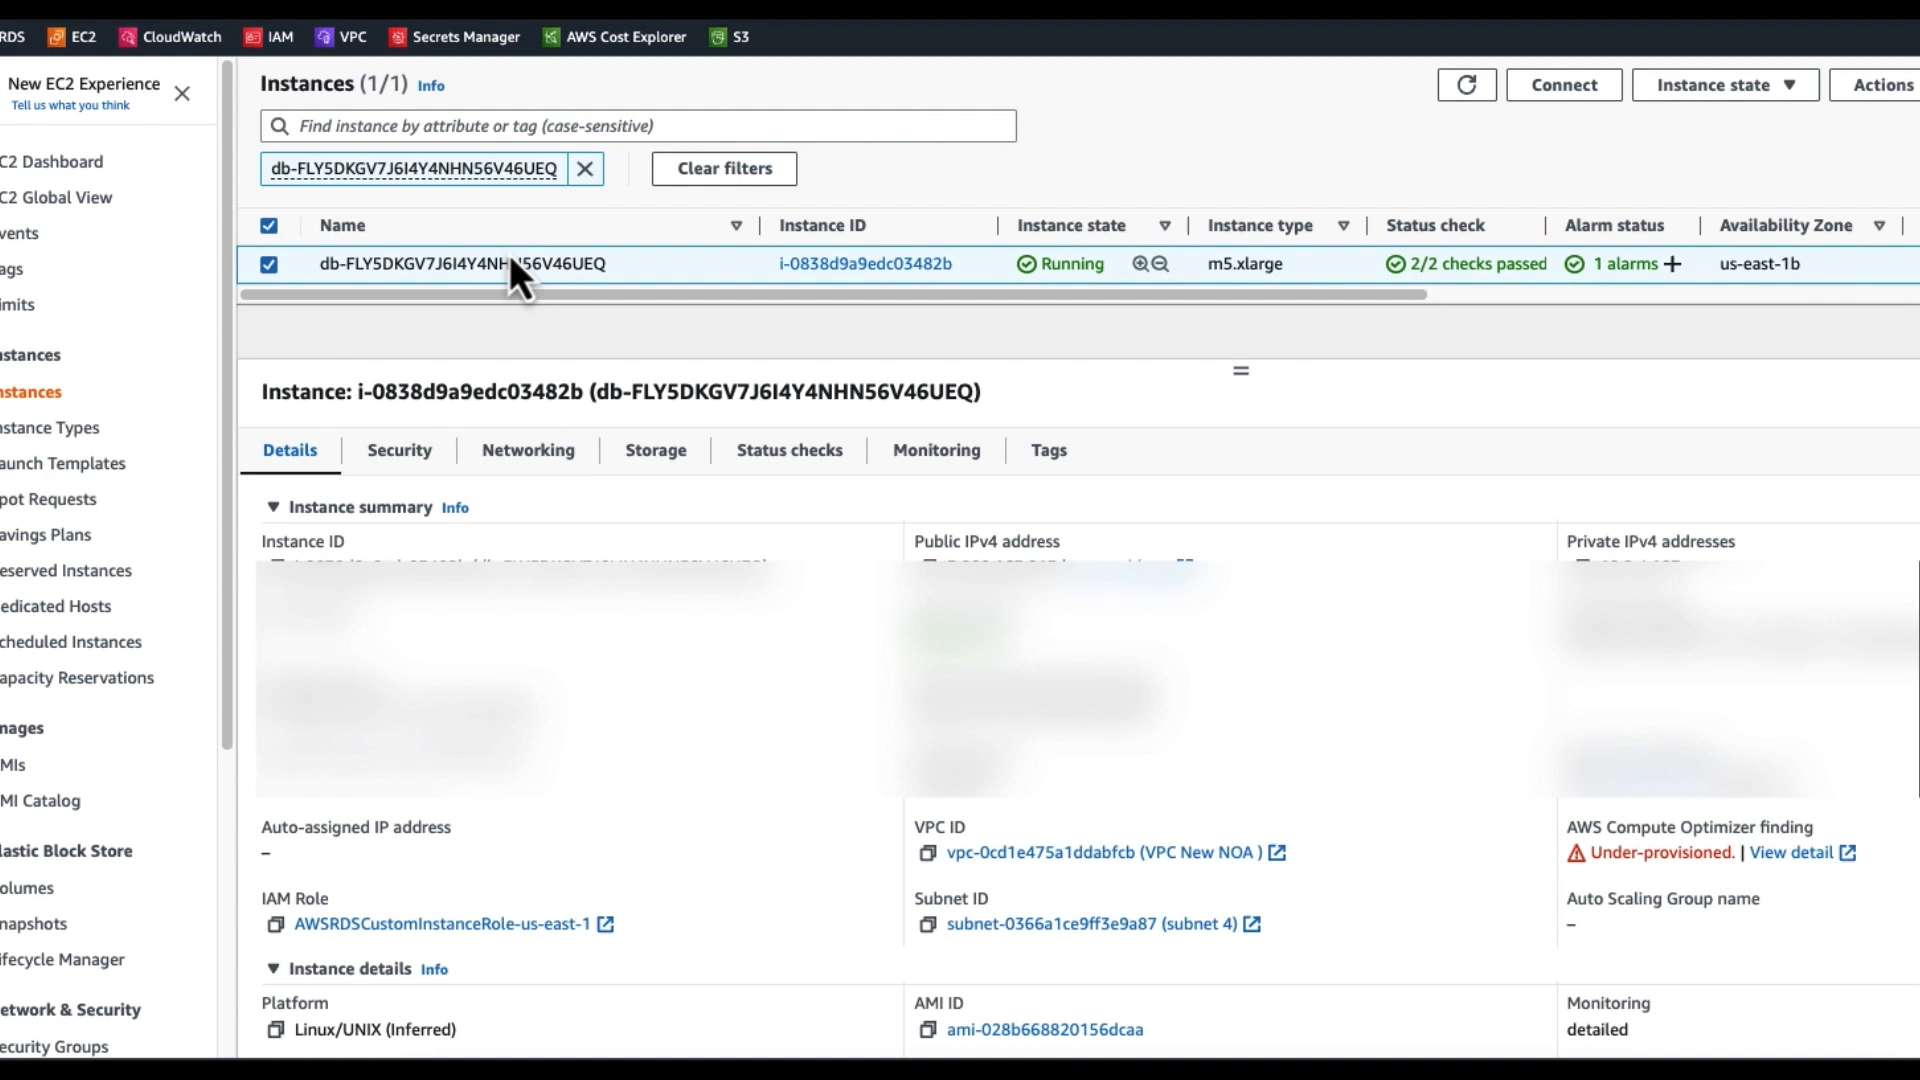 RDS EC2 CloudWatch IAM VPC Secrets Manager AWS Cost Explorer S3
New EC2 Experience
Tell us what you think
C2 Dashboard
C2 Global View
vents
ags
imits
nstances
nstances
nstance Types
aunch Templates
pot Requests
avings Plans
eserved Instances
edicated Hosts
cheduled Instances
apacity Reservations
mages
MIs
MI Catalog
lastic Block Store
olumes
napshots
ifecycle Manager
etwork & Security
ecurity Groups
Instances (1/1) Info
Connect Instance state Actions
Find instance by attribute or tag (case-sensitive)
db-FLY5DKGV7J6I4Y4NHN56V46UEQ Clear filters
Name Instance ID Instance state Instance type Status check Alarm status Availability Zone
db-FLY5DKGV7J6I4Y4NHN56V46UEQ i-0838d9a9edc03482b Running m5.xlarge 2/2 checks passed 1 alarms + us-east-1b
Instance: i-0838d9a9edc03482b (db-FLY5DKGV7J6I4Y4NHN56V46UEQ)
Details Security Networking Storage Status checks Monitoring Tags
Instance summary Info
Instance ID Public IPv4 address Private IPv4 addresses
Auto-assigned IP address VPC ID AWS Compute Optimizer finding
– vpc-0cd1e475a1ddabfcb (VPC New NOA ) Under-provisioned. | View detail
IAM Role Subnet ID Auto Scaling Group name
AWSRDSCustomInstanceRole-us-east-1 subnet-0366a1ce9ff3e9a87 (subnet 4) –
Instance details Info
Platform AMI ID Monitoring
Linux/UNIX (Inferred) ami-028b668820156dcaa detailed